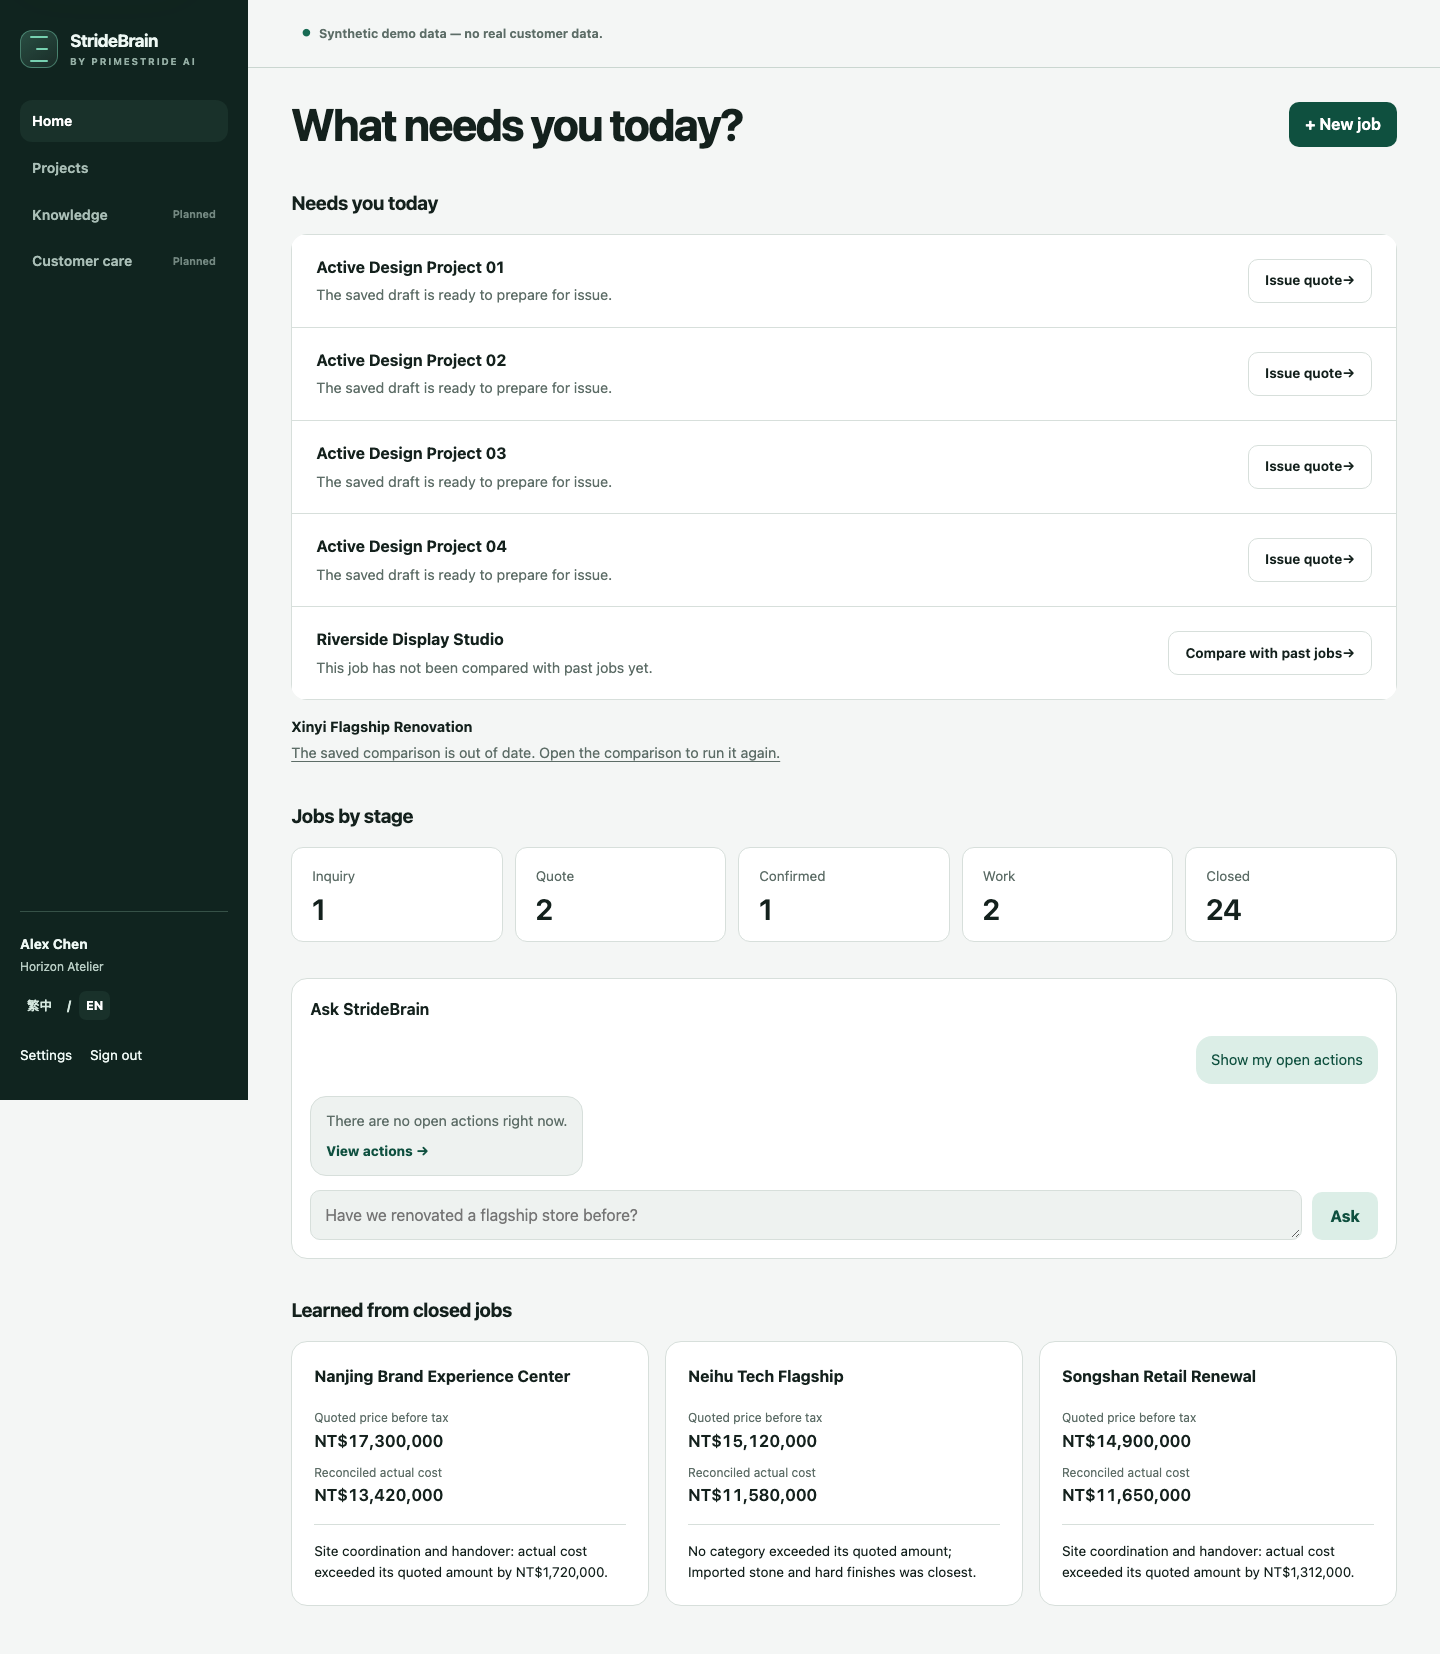 StrideBrain
BY PRIMESTRIDE AI
Home
Projects
Knowledge Planned
Customer care Planned
Alex Chen
Horizon Atelier
繁中 / EN
Settings Sign out
Synthetic demo data — no real customer data.
What needs you today?
+ New job
Needs you today
Active Design Project 01
The saved draft is ready to prepare for issue.
Issue quote→
Active Design Project 02
The saved draft is ready to prepare for issue.
Issue quote→
Active Design Project 03
The saved draft is ready to prepare for issue.
Issue quote→
Active Design Project 04
The saved draft is ready to prepare for issue.
Issue quote→
Riverside Display Studio
This job has not been compared with past jobs yet.
Compare with past jobs→
Xinyi Flagship Renovation
The saved comparison is out of date. Open the comparison to run it again.
Jobs by stage
Inquiry
1
Quote
2
Confirmed
1
Work
2
Closed
24
Ask StrideBrain
Show my open actions
There are no open actions right now.
View actions →
Have we renovated a flagship store before?
Ask
Learned from closed jobs
Nanjing Brand Experience Center
Quoted price before tax
NT$17,300,000
Reconciled actual cost
NT$13,420,000
Site coordination and handover: actual cost
exceeded its quoted amount by NT$1,720,000.
Neihu Tech Flagship
Quoted price before tax
NT$15,120,000
Reconciled actual cost
NT$11,580,000
No category exceeded its quoted amount;
Imported stone and hard finishes was closest.
Songshan Retail Renewal
Quoted price before tax
NT$14,900,000
Reconciled actual cost
NT$11,650,000
Site coordination and handover: actual cost
exceeded its quoted amount by NT$1,312,000.